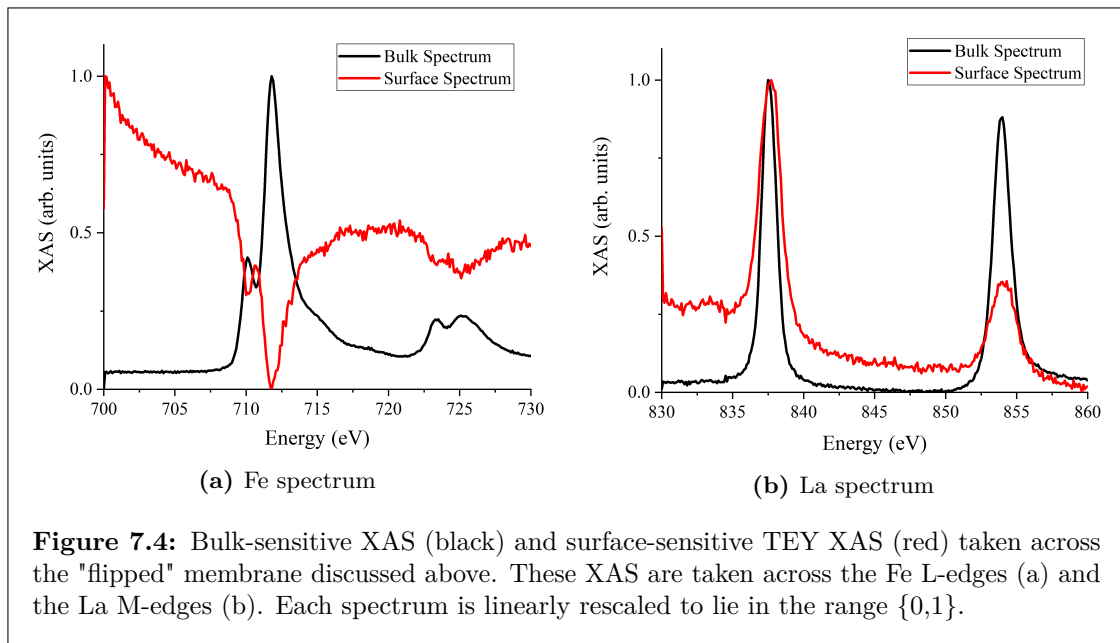 Bulk Spectrum
Surface Spectrum
1.0
0.5
0.0
XAS (arb. units)
700 705 710 715 720 725 730
Energy (eV)
(a) Fe spectrum
Bulk Spectrum
Surface Spectrum
1.0
0.5
0.0
XAS (arb. units)
830 835 840 845 850 855 860
Energy (eV)
(b) La spectrum
Figure 7.4: Bulk-sensitive XAS (black) and surface-sensitive TEY XAS (red) taken across
the "flipped" membrane discussed above. These XAS are taken across the Fe L-edges (a) and
the La M-edges (b). Each spectrum is linearly rescaled to lie in the range {0,1}.